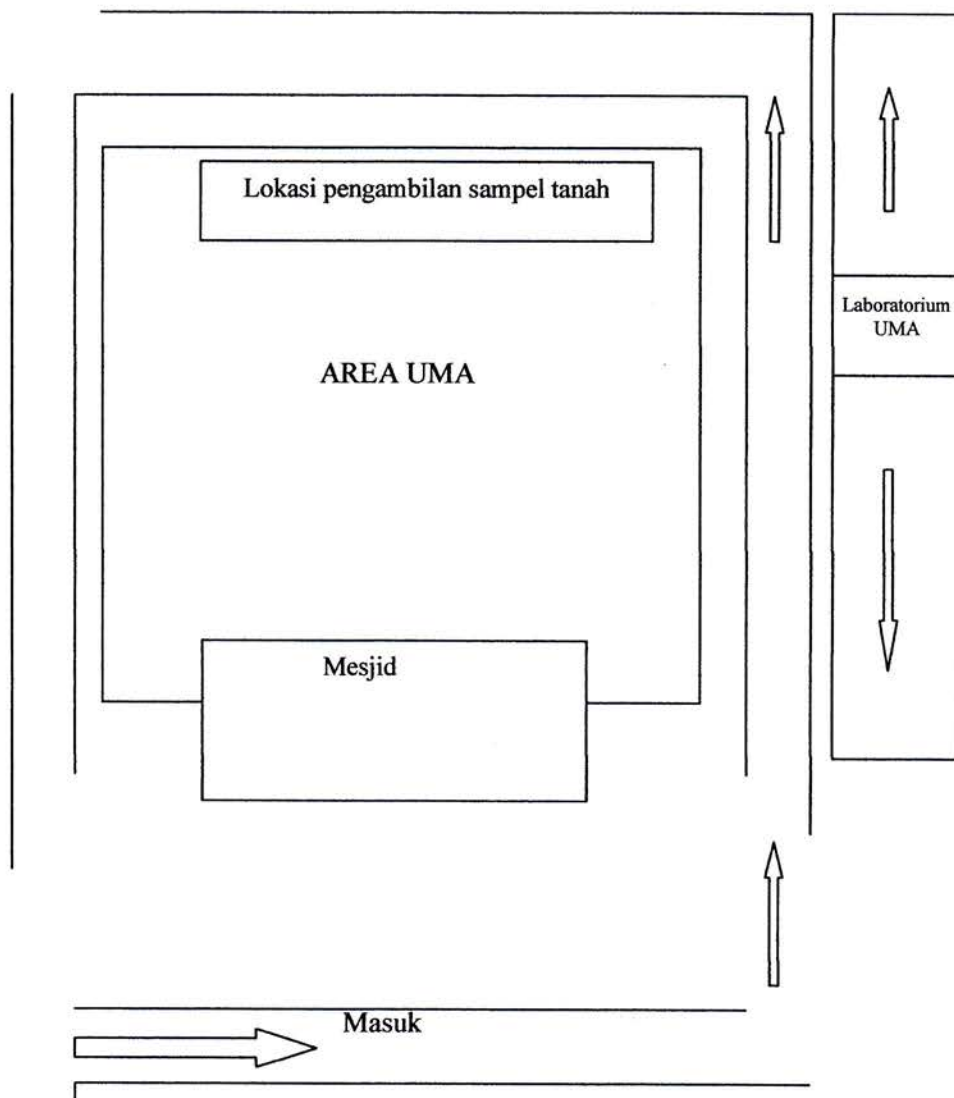 Lokasi pengambilan sampel tanah
Laboratorium
UMA
AREA UMA
Mesjid
Masuk